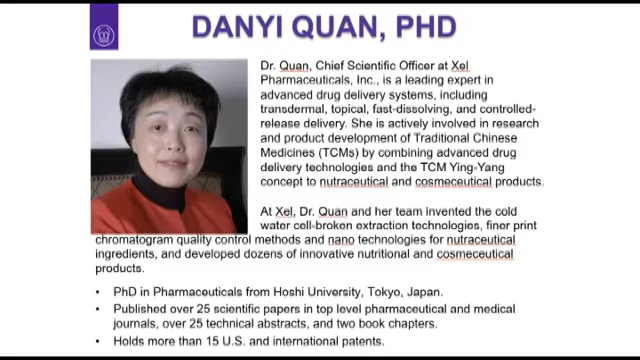 DANYI QUAN, PHD
Dr. Quan, Chief Scientific Officer at Xel
Pharmaceuticals, Inc., is a leading expert in
advanced drug delivery systems, including
transdermal, topical, fast-dissolving, and controlled-
release delivery. She is actively involved in research
and product development of Traditional Chinese
Medicines (TCMs) by combining advanced drug
delivery technologies and the TCM Ying-Yang
concept to nutraceutical and cosmeceutical products.
At Xel, Dr. Quan and her team invented the cold
water cell-broken extraction technologies, finer print
chromatogram quality control methods and nano technologies for nutraceutical
ingredients, and developed dozens of innovative nutritional and cosmeceutical
products.
• PhD in Pharmaceuticals from Hoshi University, Tokyo, Japan.
• Published over 25 scientific papers in top level pharmaceutical and medical
journals, over 25 technical abstracts, and two book chapters.
• Holds more than 15 U.S. and international patents.